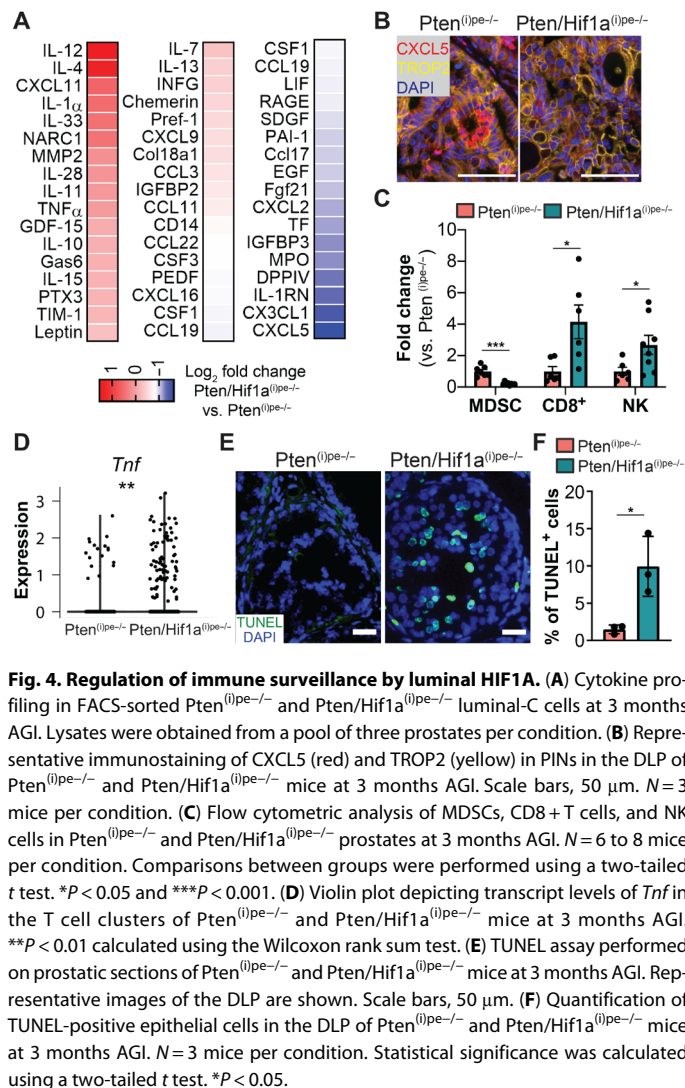 A
IL-12
IL-4
CXCL11
IL-1α
IL-33
NARC1
MMP2
IL-28
IL-11
TNFα
GDF-15
IL-10
Gas6
IL-15
PTX3
TIM-1
Leptin
IL-7
IL-13
INFG
Chemerin
Pref-1
CXCL9
Col18a1
CCL3
IGFBP2
CCL11
CD14
CCL22
CSF3
PEDF
CXCL16
CSF1
CCL19
CSF1
CCL19
LIF
RAGE
SDGF
PAI-1
Ccl17
EGF
Fgf21
CXCL2
TF
IGFBP3
MPO
DPPIV
IL-1RN
CX3CL1
CXCL5
1 0 −1
Log₂ fold change
Pten/Hif1a⁽ⁱ⁾ᵖᵉ⁻/⁻
vs. Pten⁽ⁱ⁾ᵖᵉ⁻/⁻
B
Pten⁽ⁱ⁾ᵖᵉ⁻/⁻ Pten/Hif1a⁽ⁱ⁾ᵖᵉ⁻/⁻
CXCL5
TROP2
DAPI
C
Pten⁽ⁱ⁾ᵖᵉ⁻/⁻ Pten/Hif1a⁽ⁱ⁾ᵖᵉ⁻/⁻
Fold change
(vs. Pten⁽ⁱ⁾ᵖᵉ⁻/⁻)
10
8
6
4
2
0
*** * *
MDSC CD8⁺ NK
D
Tnf
**
Expression
3
2
1
0
Pten⁽ⁱ⁾ᵖᵉ⁻/⁻ Pten/Hif1a⁽ⁱ⁾ᵖᵉ⁻/⁻
E
Pten⁽ⁱ⁾ᵖᵉ⁻/⁻ Pten/Hif1a⁽ⁱ⁾ᵖᵉ⁻/⁻
TUNEL
DAPI
F
Pten⁽ⁱ⁾ᵖᵉ⁻/⁻
Pten/Hif1a⁽ⁱ⁾ᵖᵉ⁻/⁻
% of TUNEL⁺ cells
20
15
10
5
0
*
Fig. 4. Regulation of immune surveillance by luminal HIF1A. (A) Cytokine pro-
filing in FACS-sorted Pten⁽ⁱ⁾ᵖᵉ⁻/⁻ and Pten/Hif1a⁽ⁱ⁾ᵖᵉ⁻/⁻ luminal-C cells at 3 months
AGI. Lysates were obtained from a pool of three prostates per condition. (B) Repre-
sentative immunostaining of CXCL5 (red) and TROP2 (yellow) in PINs in the DLP of
Pten⁽ⁱ⁾ᵖᵉ⁻/⁻ and Pten/Hif1a⁽ⁱ⁾ᵖᵉ⁻/⁻ mice at 3 months AGI. Scale bars, 50 μm. N = 3
mice per condition. (C) Flow cytometric analysis of MDSCs, CD8 + T cells, and NK
cells in Pten⁽ⁱ⁾ᵖᵉ⁻/⁻ and Pten/Hif1a⁽ⁱ⁾ᵖᵉ⁻/⁻ prostates at 3 months AGI. N = 6 to 8 mice
per condition. Comparisons between groups were performed using a two-tailed
t test. *P < 0.05 and ***P < 0.001. (D) Violin plot depicting transcript levels of Tnf in
the T cell clusters of Pten⁽ⁱ⁾ᵖᵉ⁻/⁻ and Pten/Hif1a⁽ⁱ⁾ᵖᵉ⁻/⁻ mice at 3 months AGI.
**P < 0.01 calculated using the Wilcoxon rank sum test. (E) TUNEL assay performed
on prostatic sections of Pten⁽ⁱ⁾ᵖᵉ⁻/⁻ and Pten/Hif1a⁽ⁱ⁾ᵖᵉ⁻/⁻ mice at 3 months AGI. Rep-
resentative images of the DLP are shown. Scale bars, 50 μm. (F) Quantification of
TUNEL-positive epithelial cells in the DLP of Pten⁽ⁱ⁾ᵖᵉ⁻/⁻ and Pten/Hif1a⁽ⁱ⁾ᵖᵉ⁻/⁻ mice
at 3 months AGI. N = 3 mice per condition. Statistical significance was calculated
using a two-tailed t test. *P < 0.05.